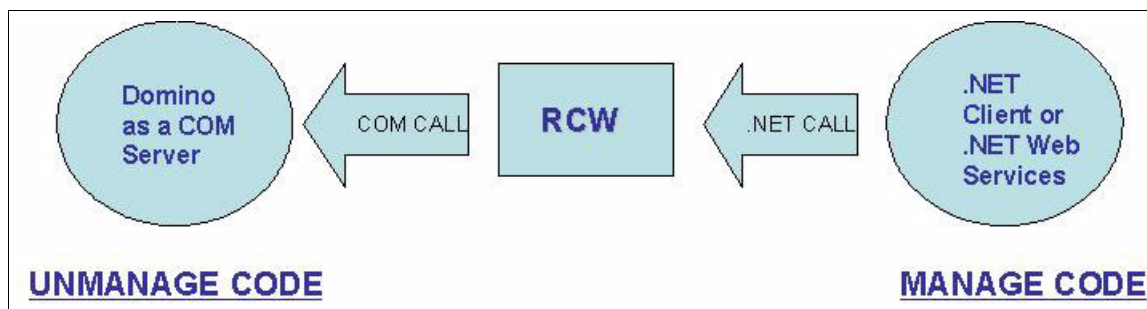 Domino
as a COM
Server
COM CALL
RCW
.NET CALL
.NET
Client or
.NET Web
Services
UNMANAGE CODE
MANAGE CODE